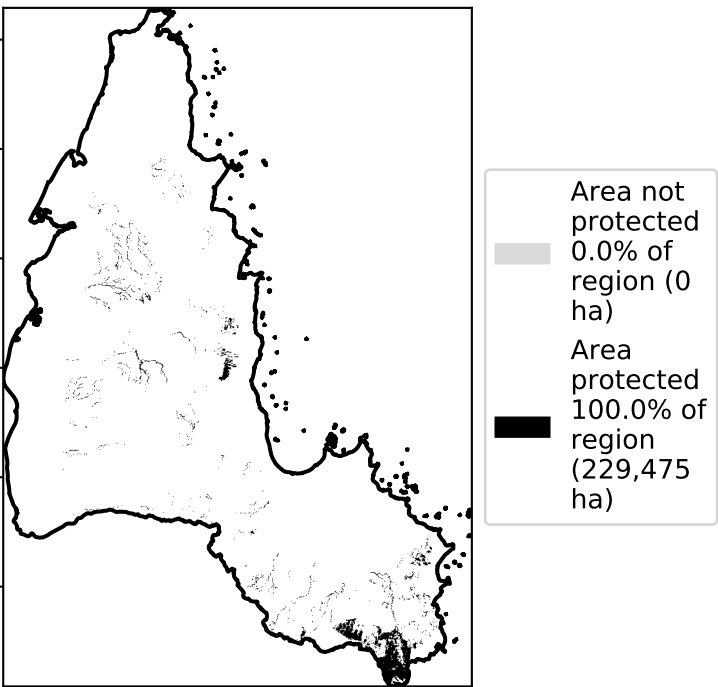 Area not
protected
0.0% of
region (0
ha)
Area
protected
100.0% of
region
(229,475
ha)